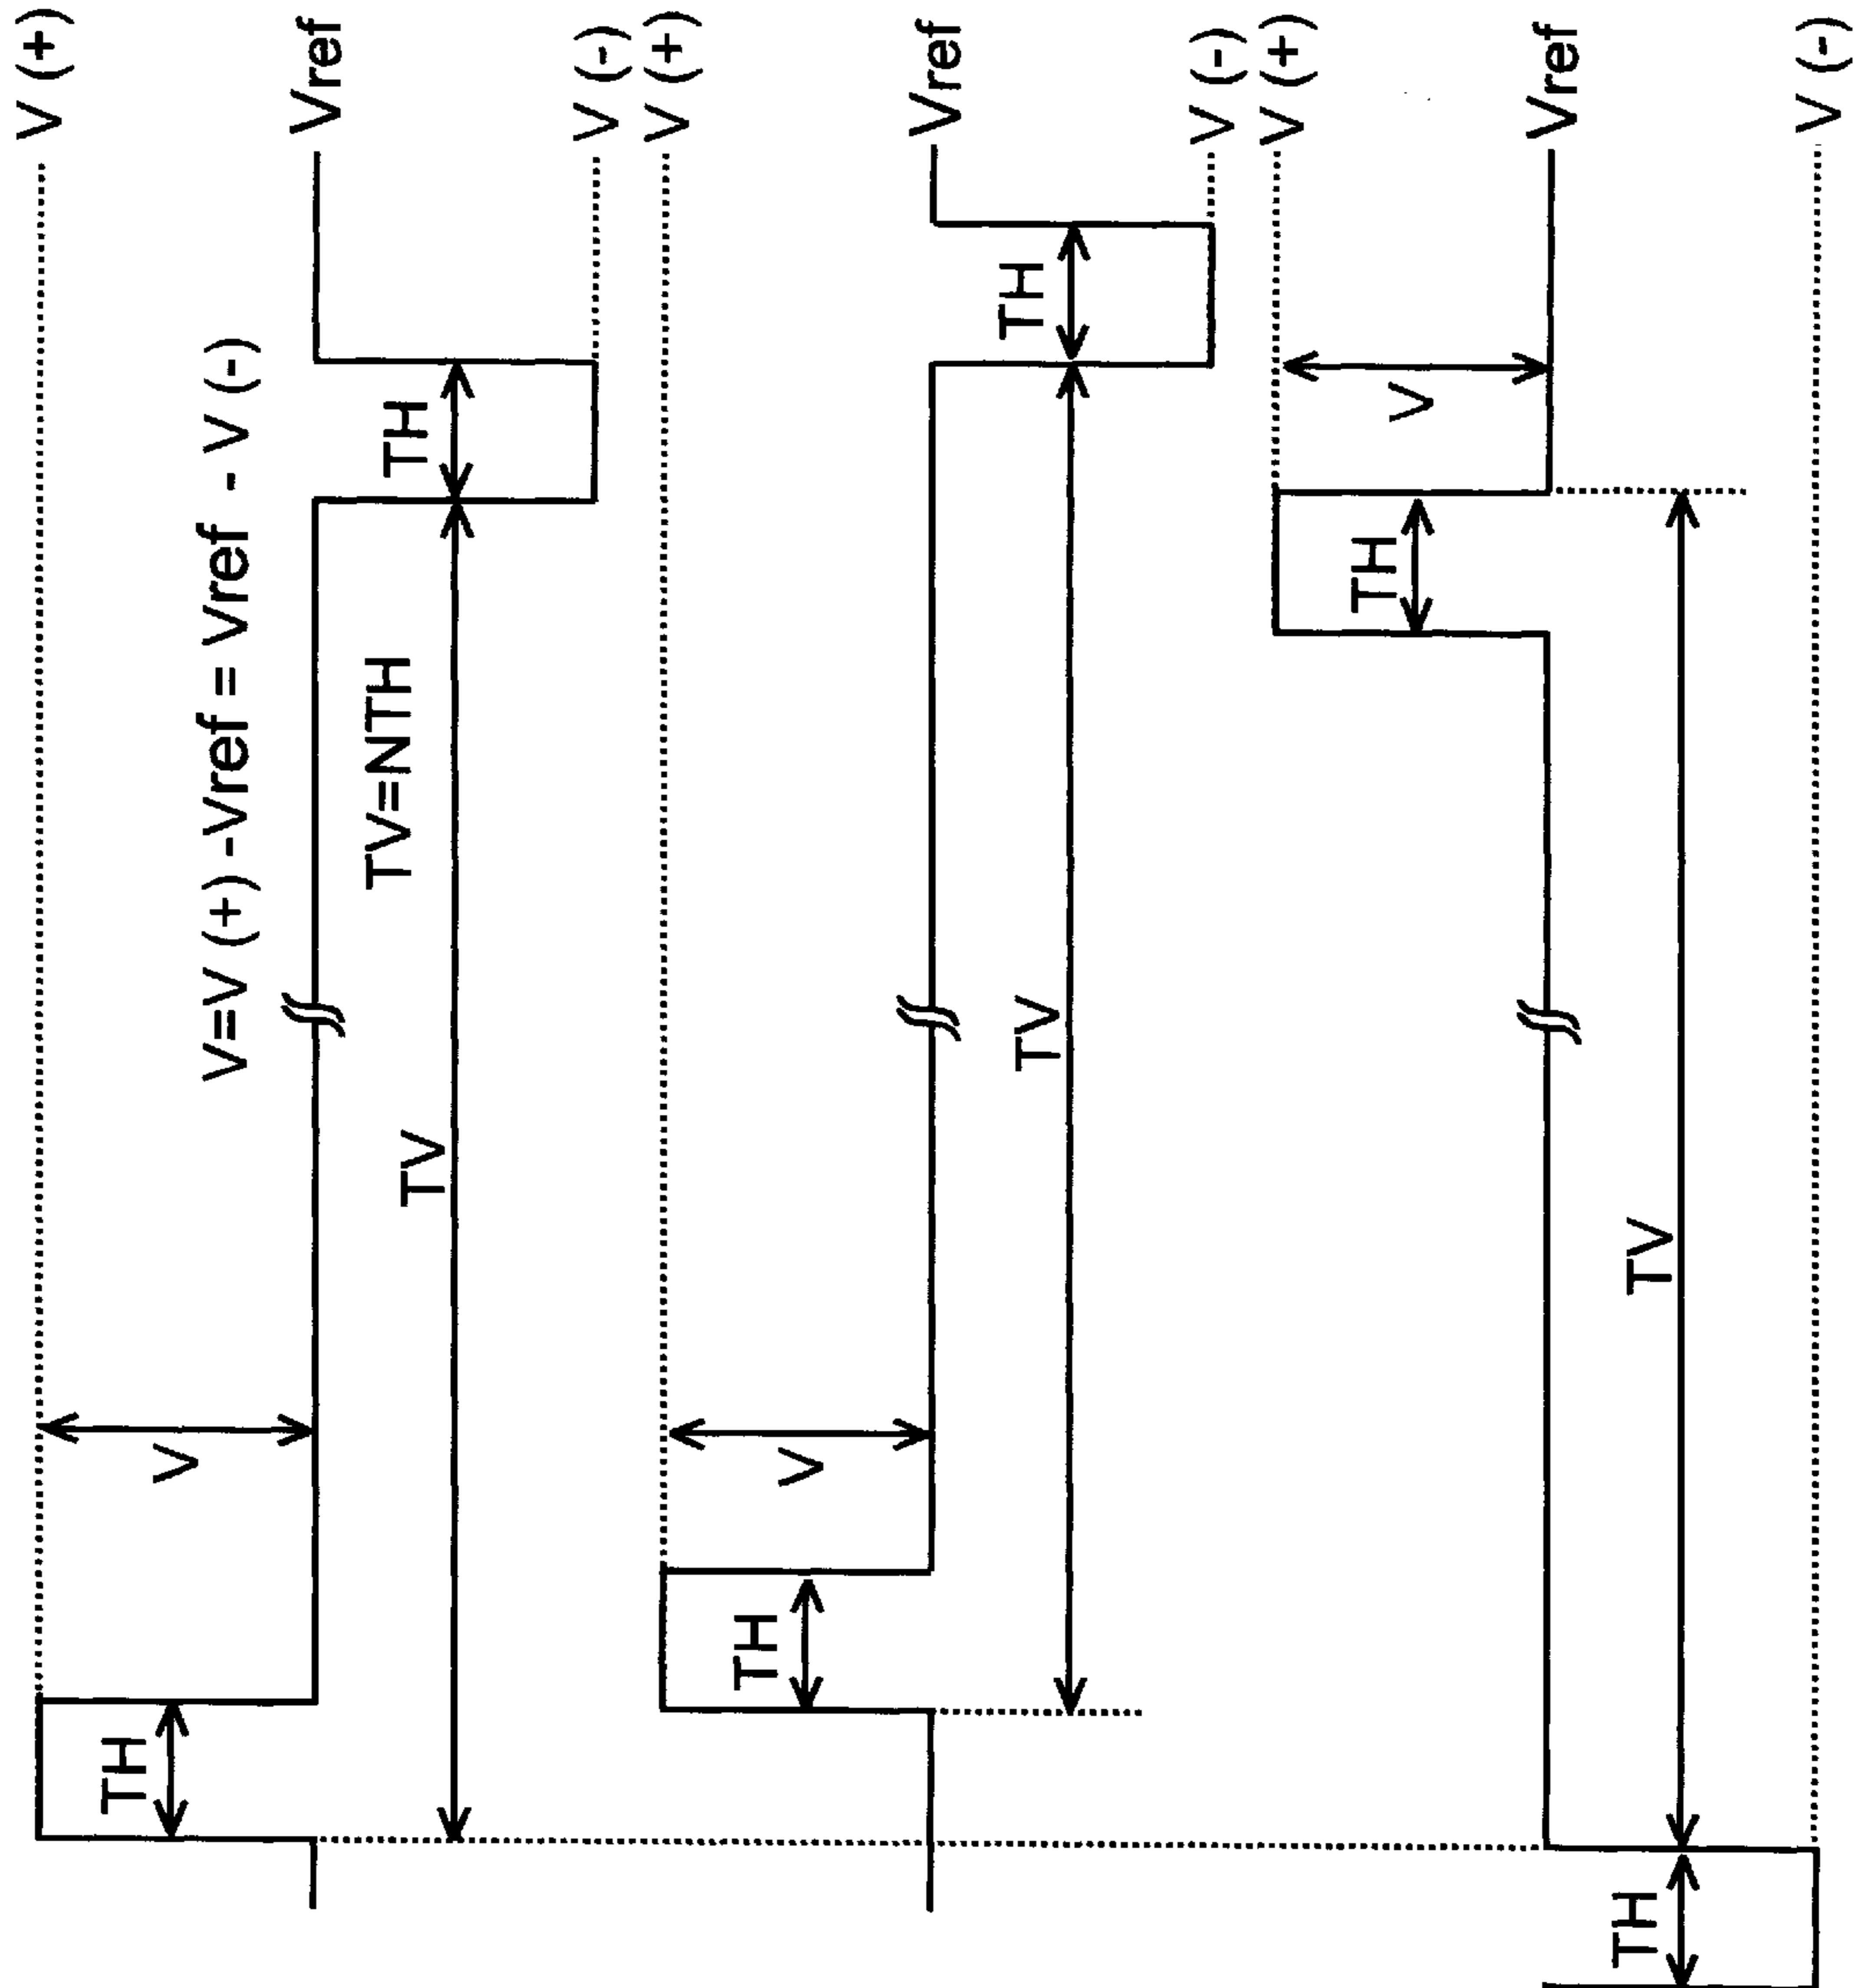 V (+)
TH
V
V=V (+) -Vref = Vref - V (-)
Vref
TV=NTH
TH
TV
V (-)
V (+)
TH
V
Vref
TH
TV
V (-)
V (+)
TH
V
Vref
TH
TV
V (-)